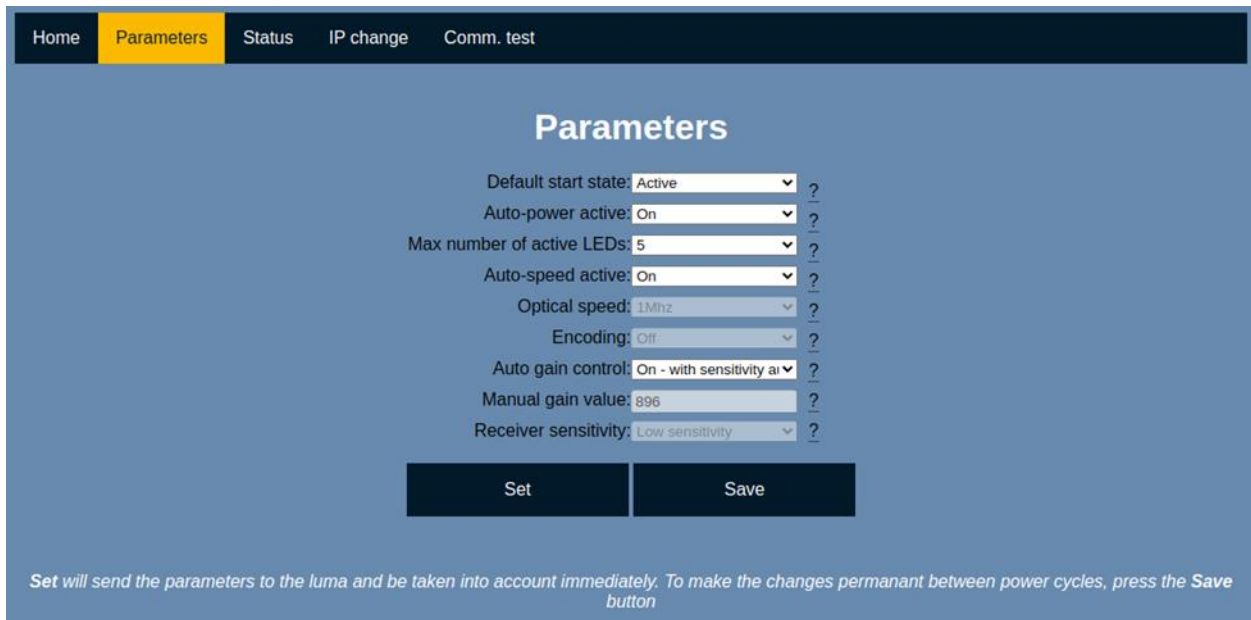 Home Parameters Status IP change Comm. test
Parameters
Default start state: Active ?
Auto-power active: On ?
Max number of active LEDs: 5 ?
Auto-speed active: On ?
Optical speed: 1Mhz ?
Encoding: Off ?
Auto gain control: On - with sensitivity ?
Manual gain value: 896 ?
Receiver sensitivity: Low sensitivity ?
Set Save
Set will send the parameters to the luma and be taken into account immediately. To make the changes permanant between power cycles, press the Save
button